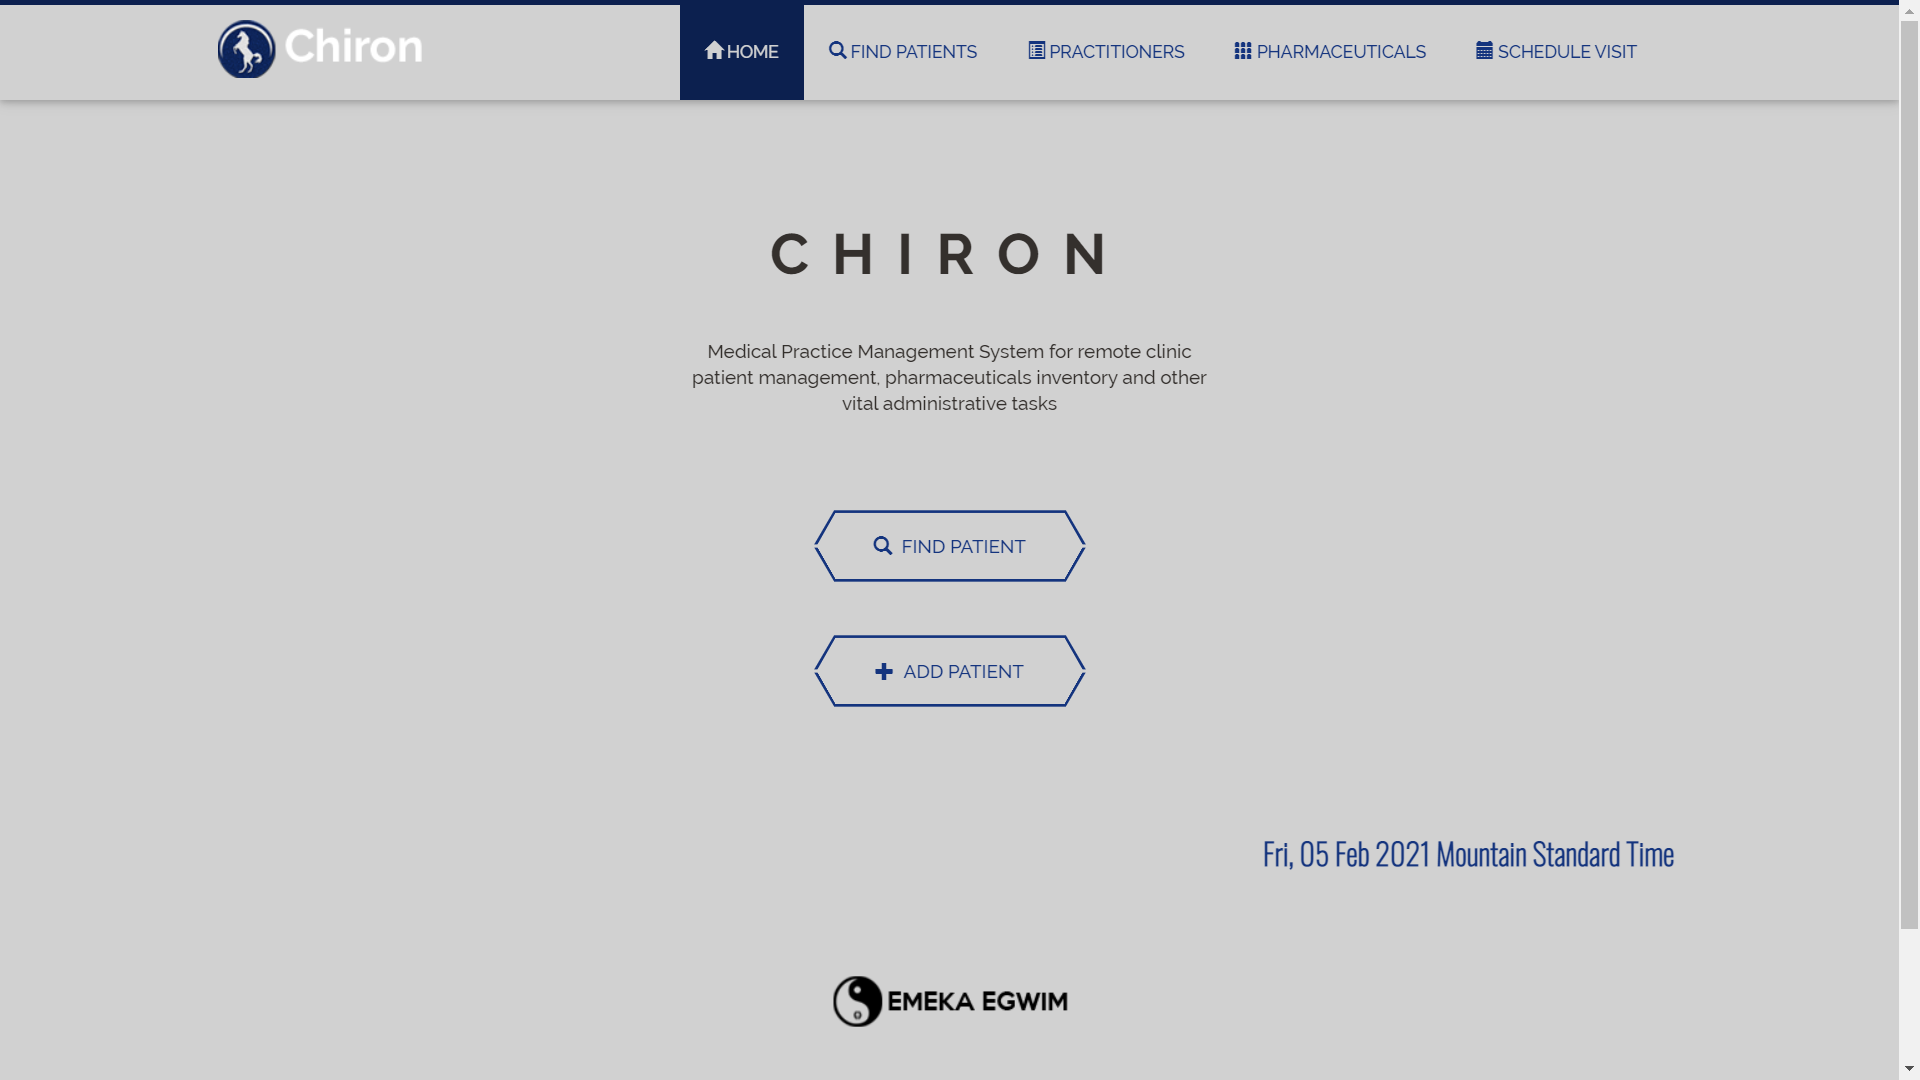 Chiron
HOME
FIND PATIENTS
PRACTITIONERS
PHARMACEUTICALS
SCHEDULE VISIT
CHIRON
Medical Practice Management System for remote clinic
patient management, pharmaceuticals inventory and other
vital administrative tasks
FIND PATIENT
ADD PATIENT
Fri, 05 Feb 2021 Mountain Standard Time
EMEKA EGWIM